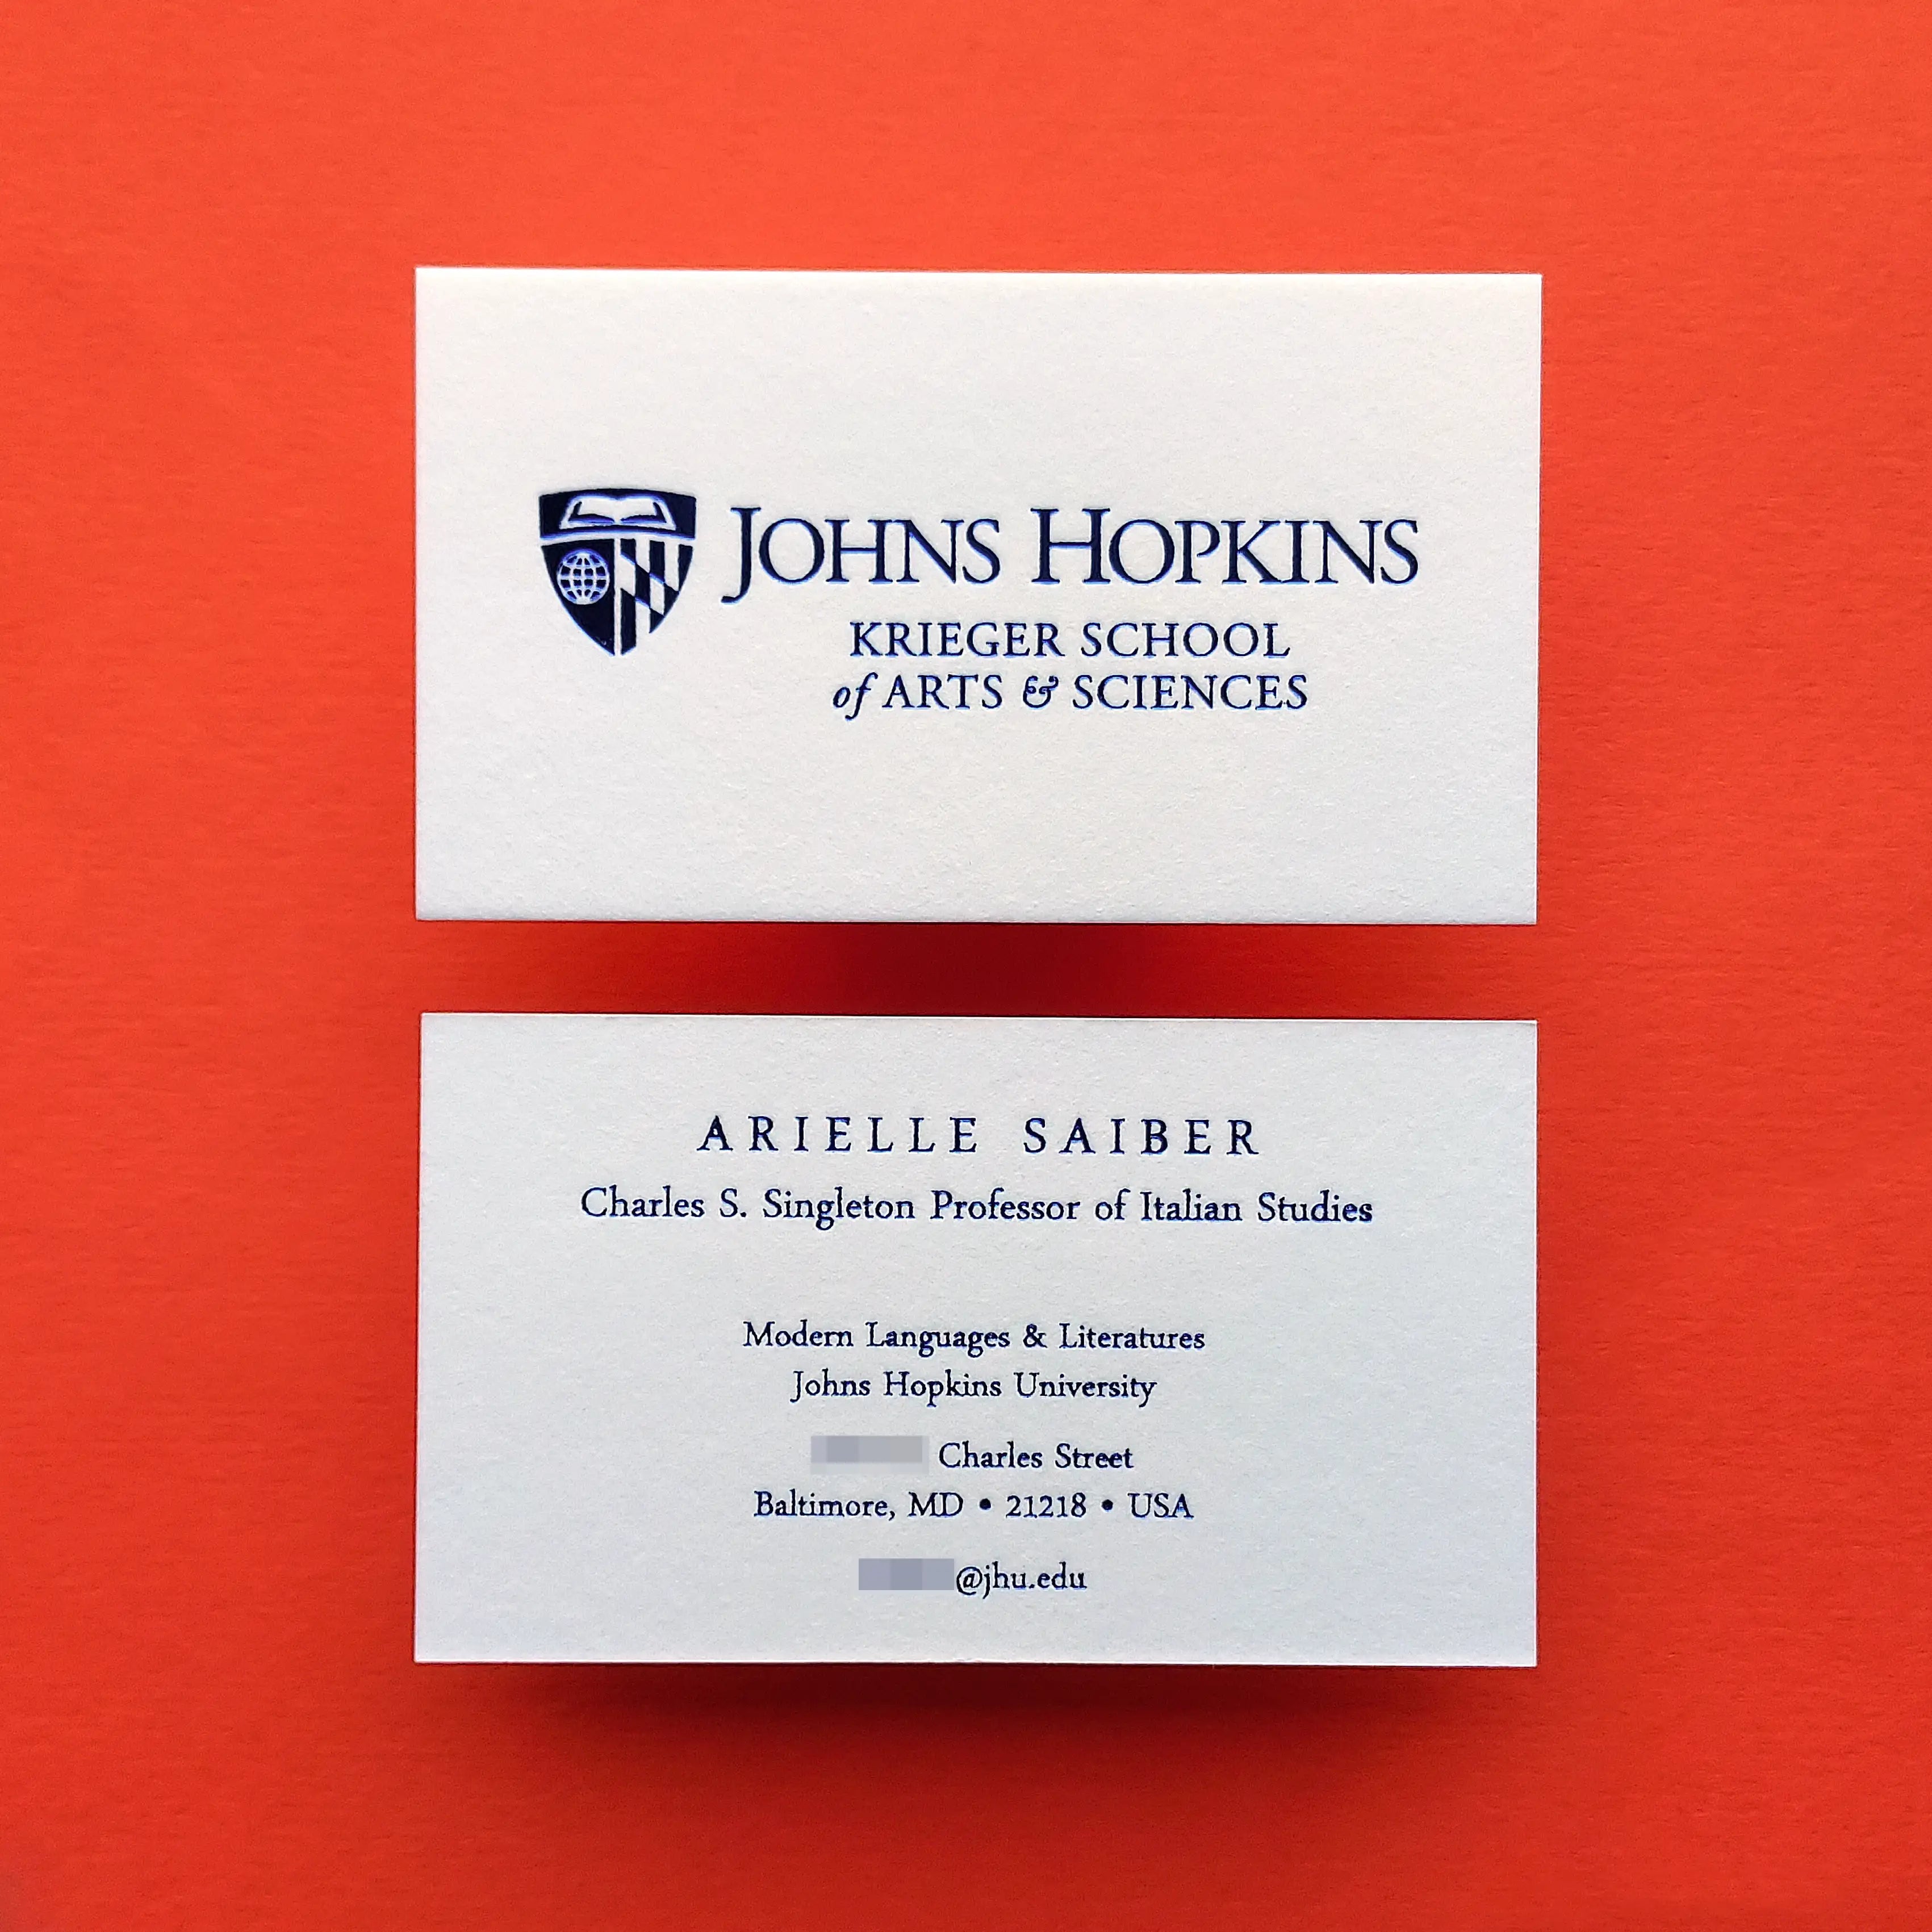 JOHNS HOPKINS
KRIEGER SCHOOL
of ARTS & SCIENCES
ARIELLE SAIBER
Charles S. Singleton Professor of Italian Studies
Modern Languages & Literatures
Johns Hopkins University
Charles Street
Baltimore, MD • 21218 • USA
@jhu.edu